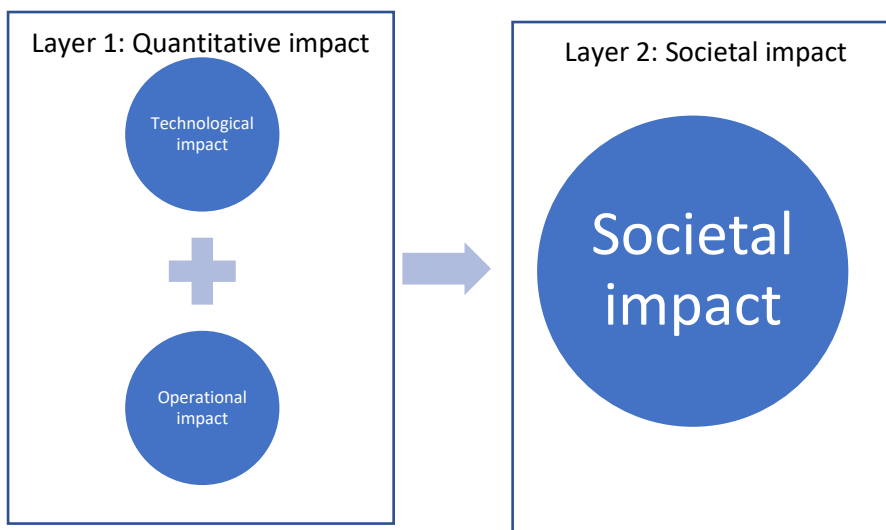 Layer 1: Quantitative impact
Technological
impact
Operational
impact
Layer 2: Societal impact
Societal
impact